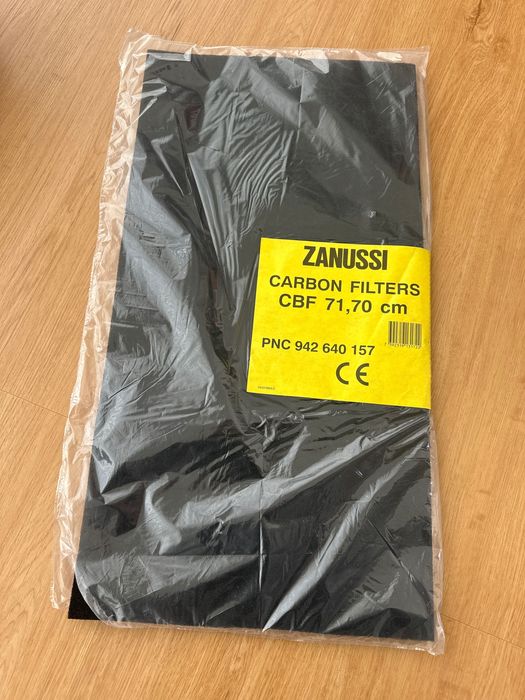 ZANUSSI
CARBON FILTERS
CBF 71,70 cm
PNC 942 640 157
CE